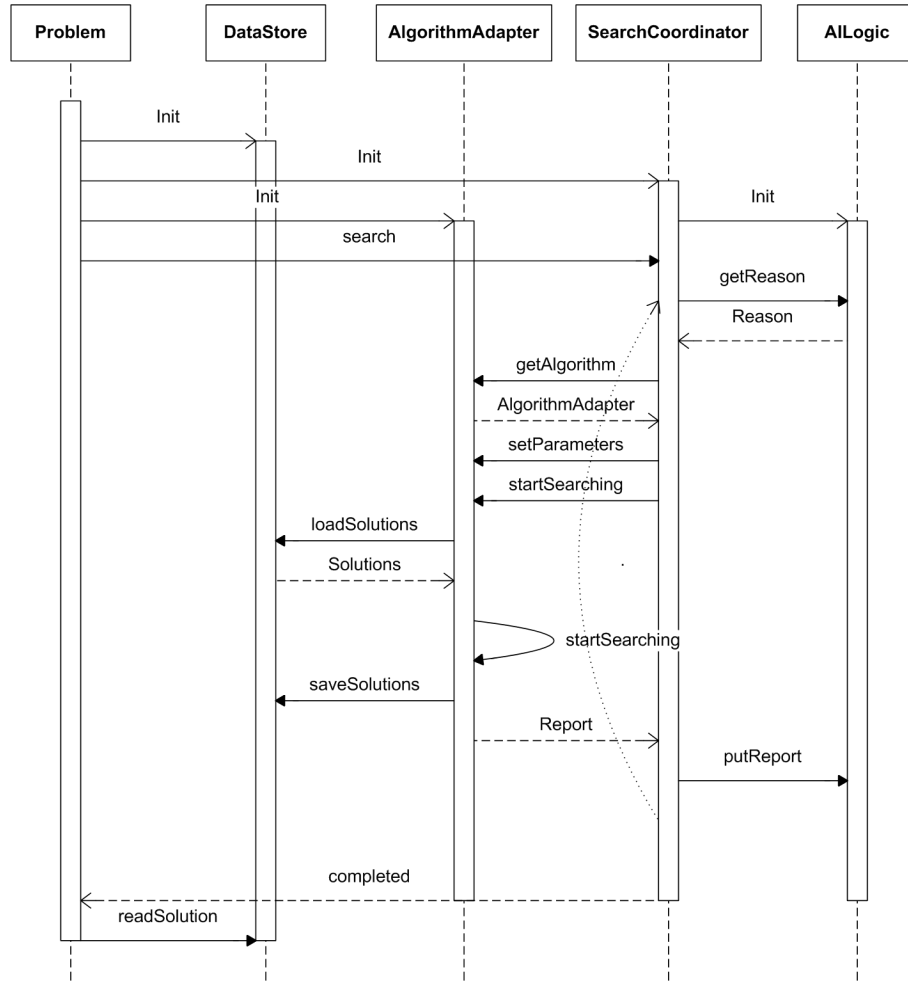 Problem
DataStore
AlgorithmAdapter
SearchCoordinator
AILogic
Init
Init
Init
Init
search
getReason
Reason
getAlgorithm
AlgorithmAdapter
setParameters
startSearching
loadSolutions
Solutions
startSearching
saveSolutions
Report
putReport
completed
readSolution